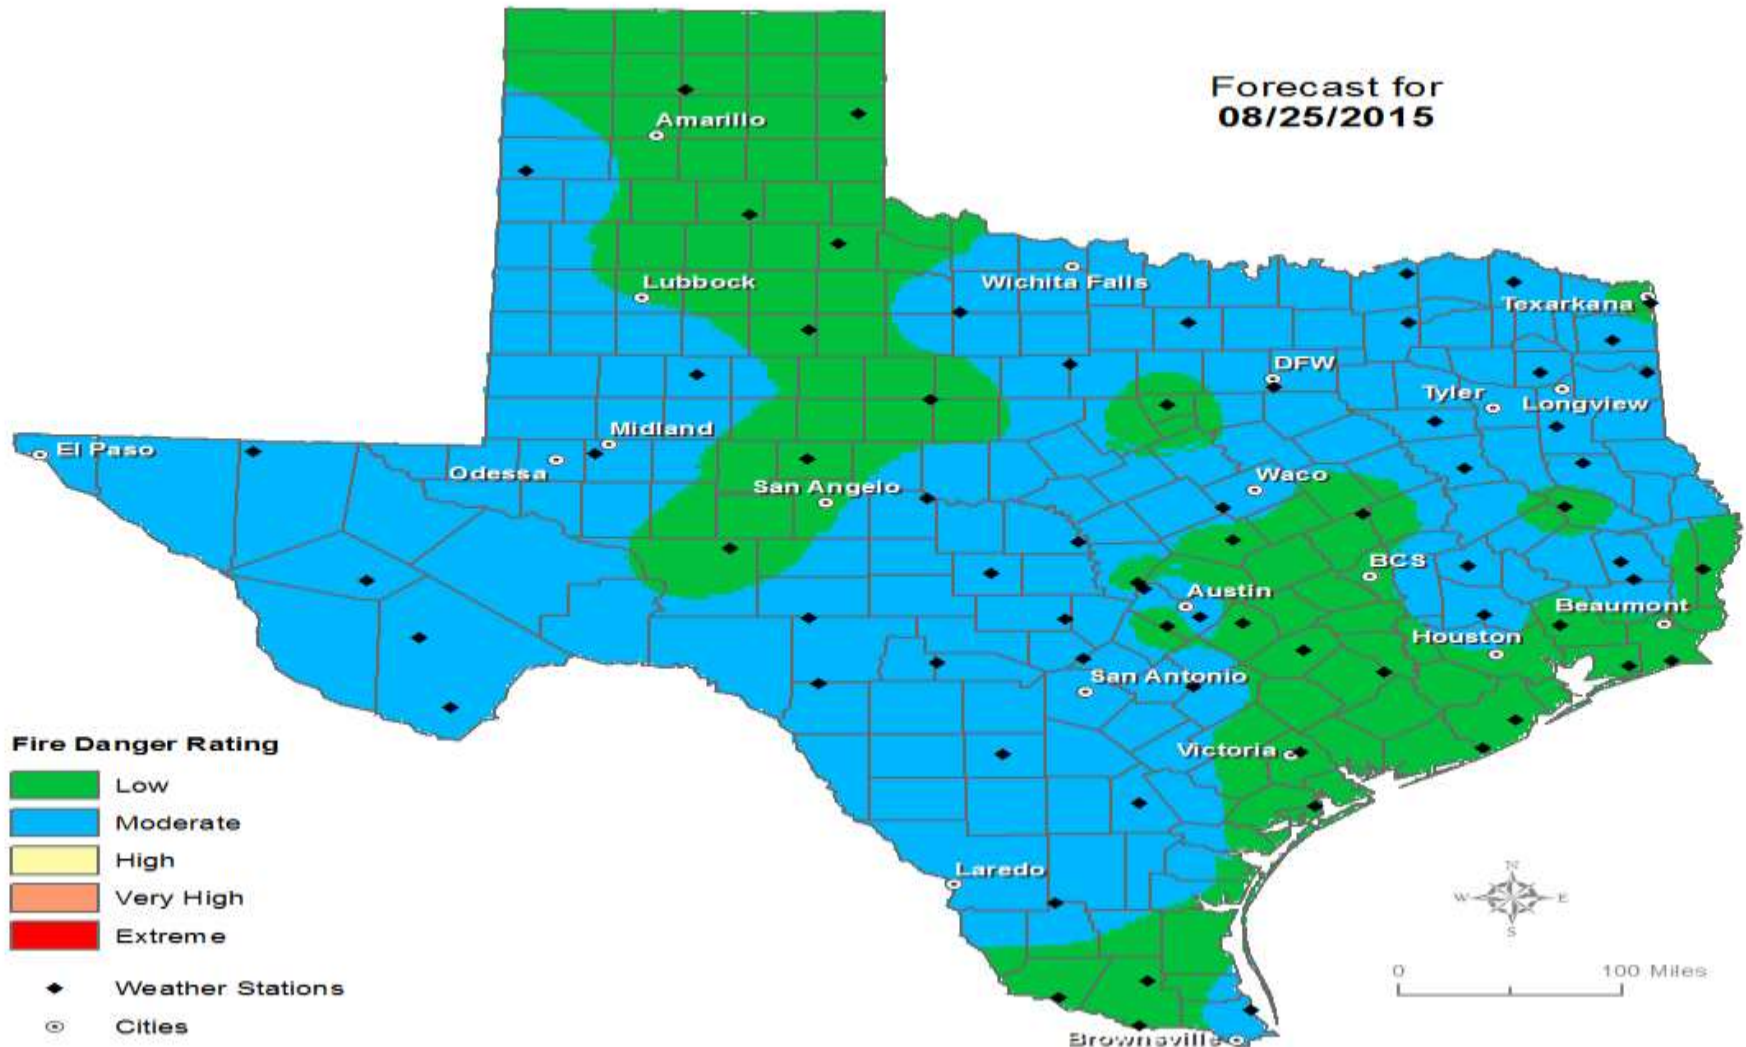 Forecast for
08/25/2015
Amarillo
Lubbock
Wichita Falls
Texarkana
DFW
Tyler
Longview
El Paso
Midland
Odessa
San Angelo
Waco
BCS
Austin
Beaumont
Houston
San Antonio
Victoria
Laredo
Brownsville
Fire Danger Rating
Low
Moderate
High
Very High
Extreme
Weather Stations
Cities
N
W E
S
0 100 Miles